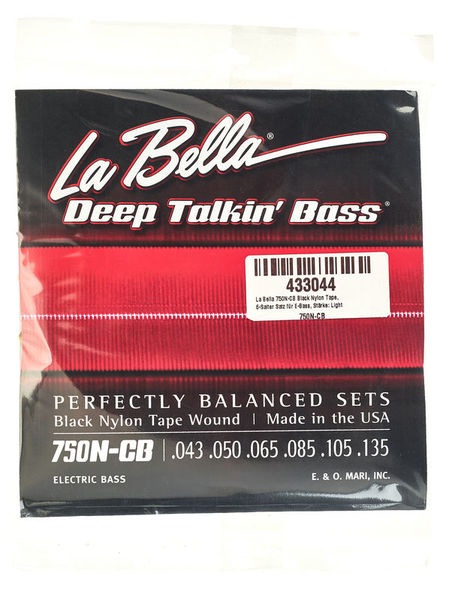 La Bella®
Deep Talkin' Bass®
433044
La Bella 750N-CB Black Nylon Tape,
6-Saiter Satz für E-Bass, Stärke: Light
750N-CB
PERFECTLY BALANCED SETS
Black Nylon Tape Wound | Made in the USA
750N-CB | .043 .050 .065 .085 .105 .135
ELECTRIC BASS E. & O. MARI, INC.